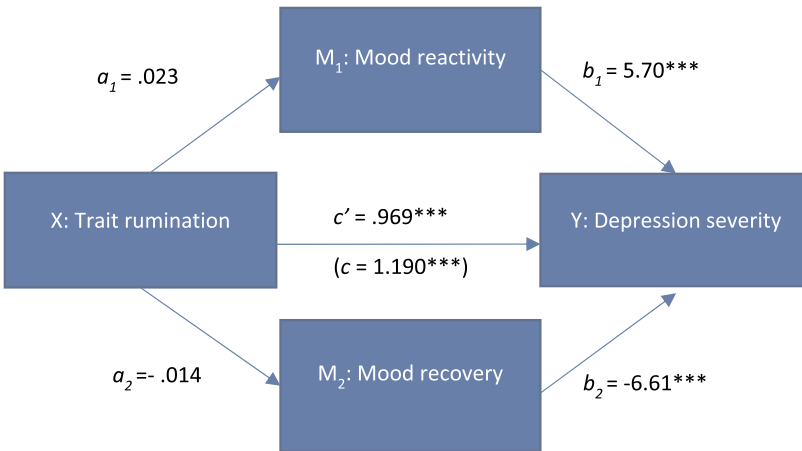 M₁: Mood reactivity
a₁ = .023
b₁ = 5.70***
X: Trait rumination
c’ = .969***
(c = 1.190***)
Y: Depression severity
a₂ =- .014
M₂: Mood recovery
b₂ = -6.61***